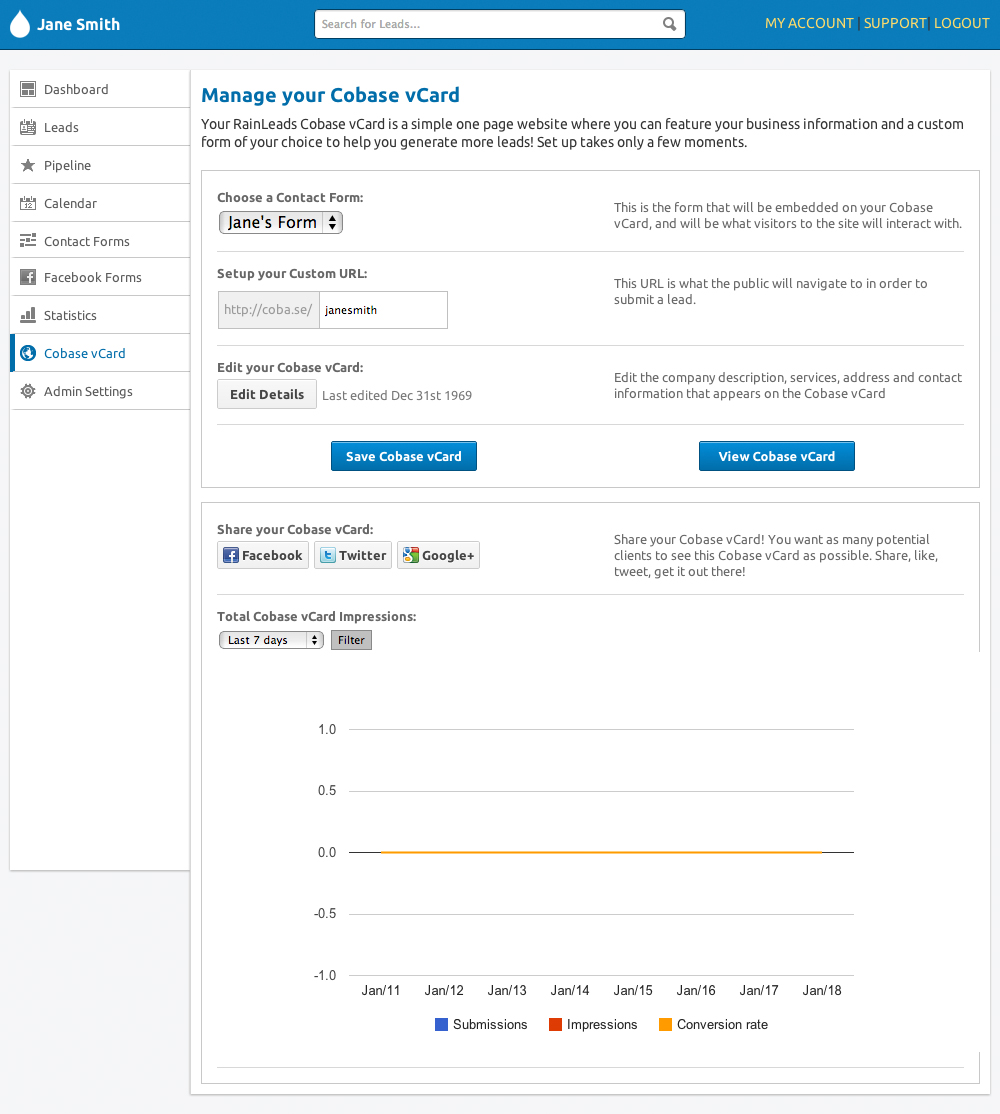 Jane Smith
Search for Leads...
MY ACCOUNT | SUPPORT | LOGOUT
Dashboard
Leads
Pipeline
Calendar
Contact Forms
Facebook Forms
Statistics
Cobase vCard
Admin Settings
Manage your Cobase vCard
Your RainLeads Cobase vCard is a simple one page website where you can feature your business information and a custom
form of your choice to help you generate more leads! Set up takes only a few moments.
Choose a Contact Form:
Jane's Form
This is the form that will be embedded on your Cobase
vCard, and will be what visitors to the site will interact with.
Setup your Custom URL:
http://coba.se/ janesmith
This URL is what the public will navigate to in order to
submit a lead.
Edit your Cobase vCard:
Edit Details Last edited Dec 31st 1969
Edit the company description, services, address and contact
information that appears on the Cobase vCard
Save Cobase vCard View Cobase vCard
Share your Cobase vCard:
Facebook Twitter Google+
Share your Cobase vCard! You want as many potential
clients to see this Cobase vCard as possible. Share, like,
tweet, get it out there!
Total Cobase vCard Impressions:
Last 7 days Filter
1.0
0.5
0.0
-0.5
-1.0
Jan/11 Jan/12 Jan/13 Jan/14 Jan/15 Jan/16 Jan/17 Jan/18
Submissions Impressions Conversion rate